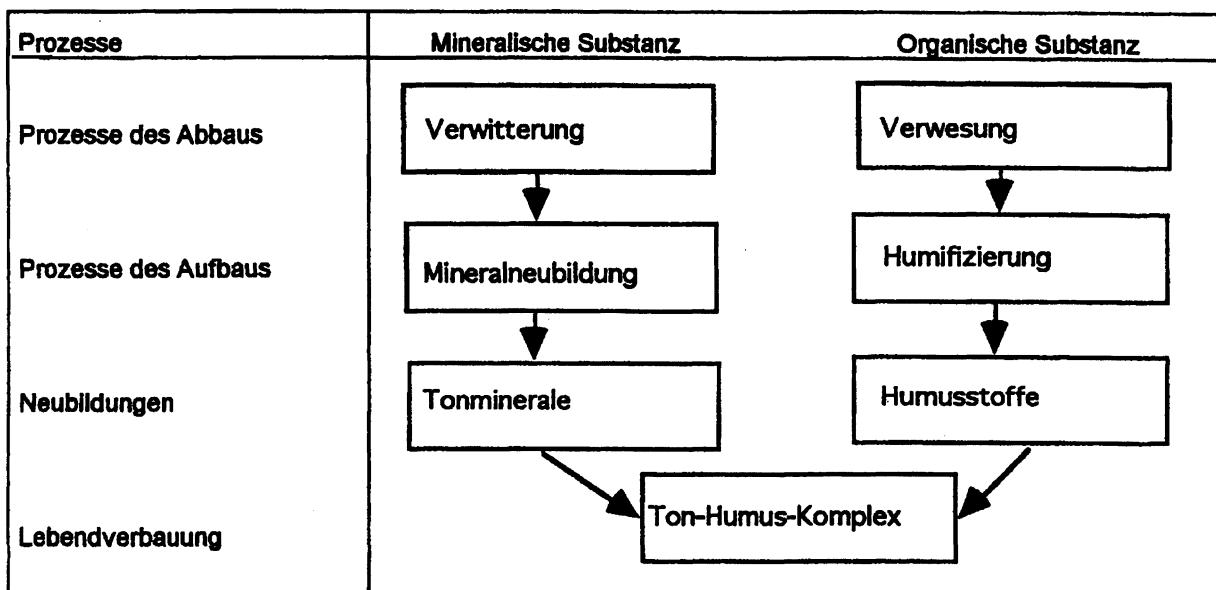 Prozesse
Mineralische Substanz
Organische Substanz
Prozesse des Abbaus
Verwitterung
Verwesung
Prozesse des Aufbaus
Mineralneubildung
Humifizierung
Neubildungen
Tonminerale
Humusstoffe
Lebendverbauung
Ton-Humus-Komplex